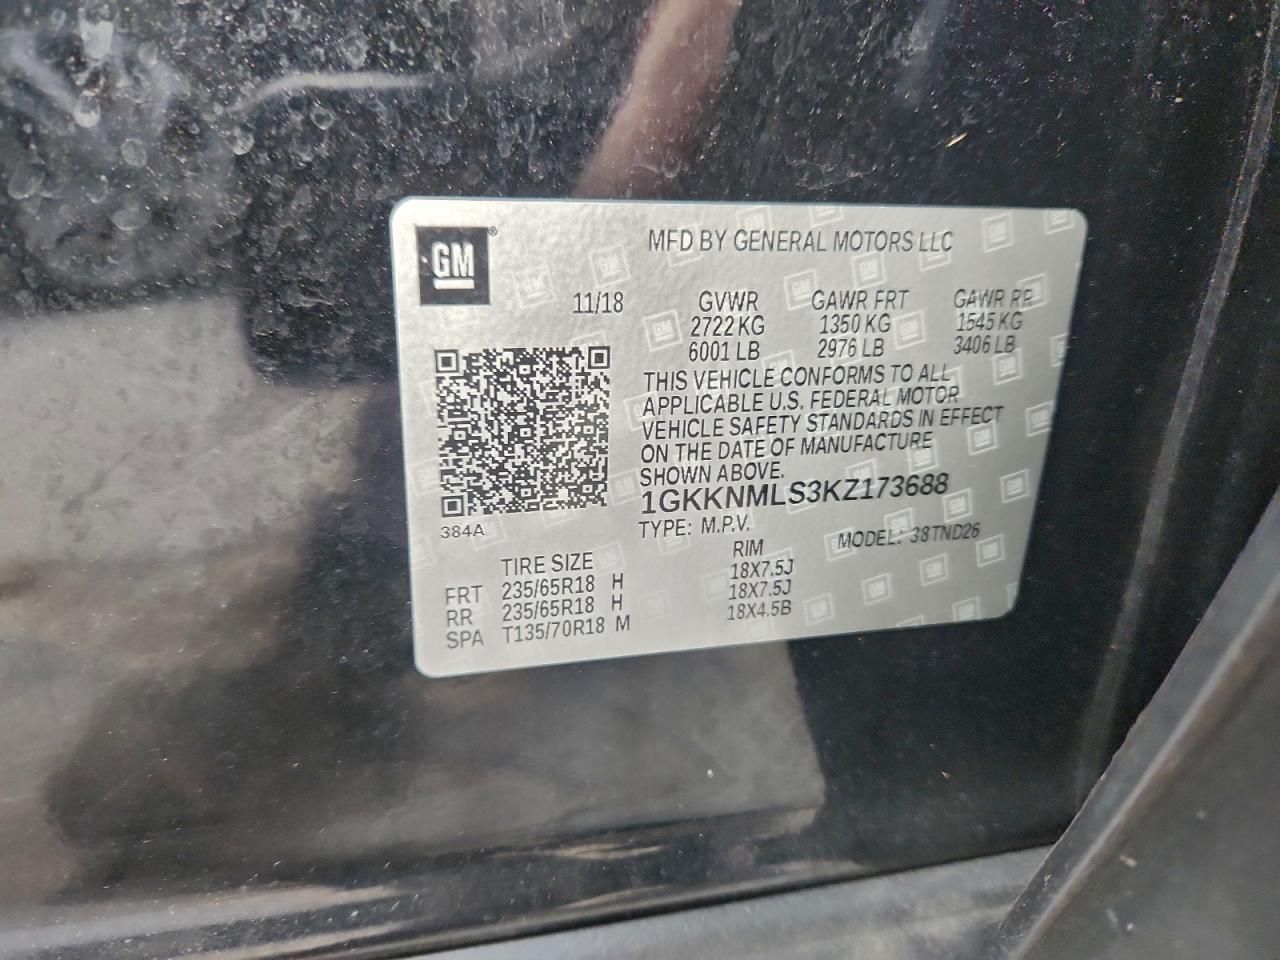 GM®
MFD BY GENERAL MOTORS LLC
11/18 GVWR GAWR FRT GAWR RR
2722 KG 1350 KG 1545 KG
6001 LB 2976 LB 3406 LB
THIS VEHICLE CONFORMS TO ALL
APPLICABLE U.S. FEDERAL MOTOR
VEHICLE SAFETY STANDARDS IN EFFECT
ON THE DATE OF MANUFACTURE
SHOWN ABOVE.
1GKKNMLS3KZ173688
384A
TYPE: M.P.V. MODEL: 38TND26
TIRE SIZE RIM
FRT 235/65R18 H 18X7.5J
RR 235/65R18 H 18X7.5J
SPA T135/70R18 M 18X4.5B